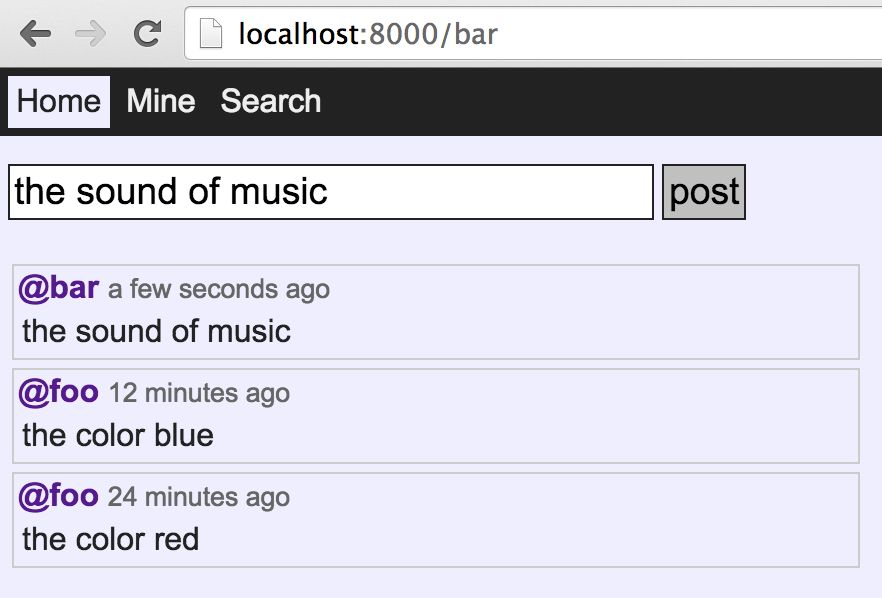 localhost:8000/bar
Home Mine Search
the sound of music post
@bar a few seconds ago
the sound of music
@foo 12 minutes ago
the color blue
@foo 24 minutes ago
the color red